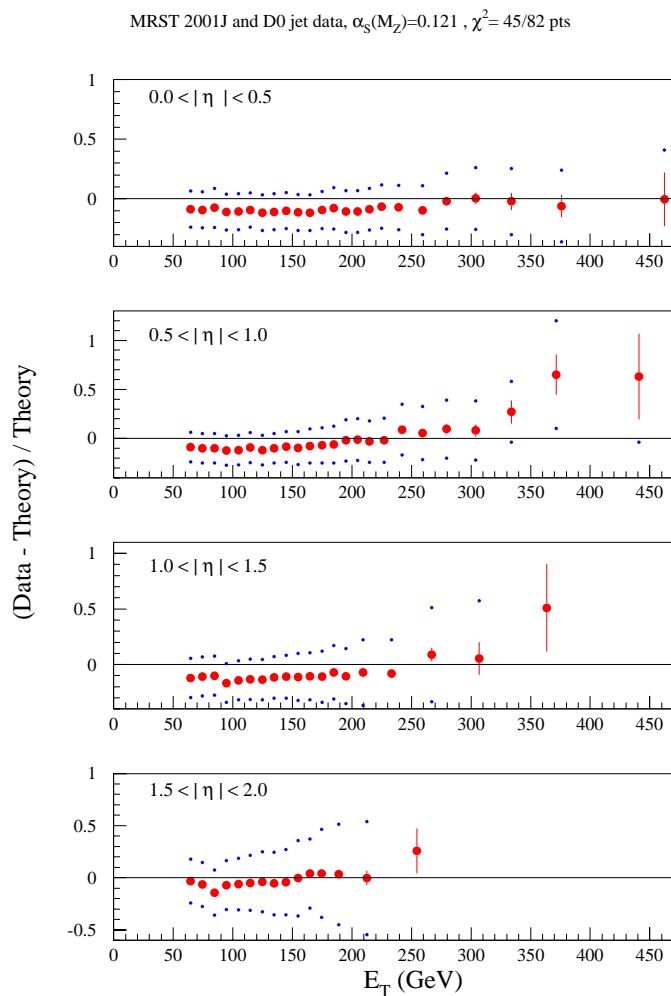 MRST 2001J and D0 jet data, α_S(M_Z)=0.121 , χ²= 45/82 pts
1
0.0 < | η | < 0.5
0.5
0
0 50 100 150 200 250 300 350 400 450
1
0.5 < | η | < 1.0
0.5
0
0 50 100 150 200 250 300 350 400 450
(Data - Theory) / Theory
1
1.0 < | η | < 1.5
0.5
0
0 50 100 150 200 250 300 350 400 450
1
1.5 < | η | < 2.0
0.5
0
-0.5
0 50 100 150 200 250 300 350 400 450
E_T (GeV)